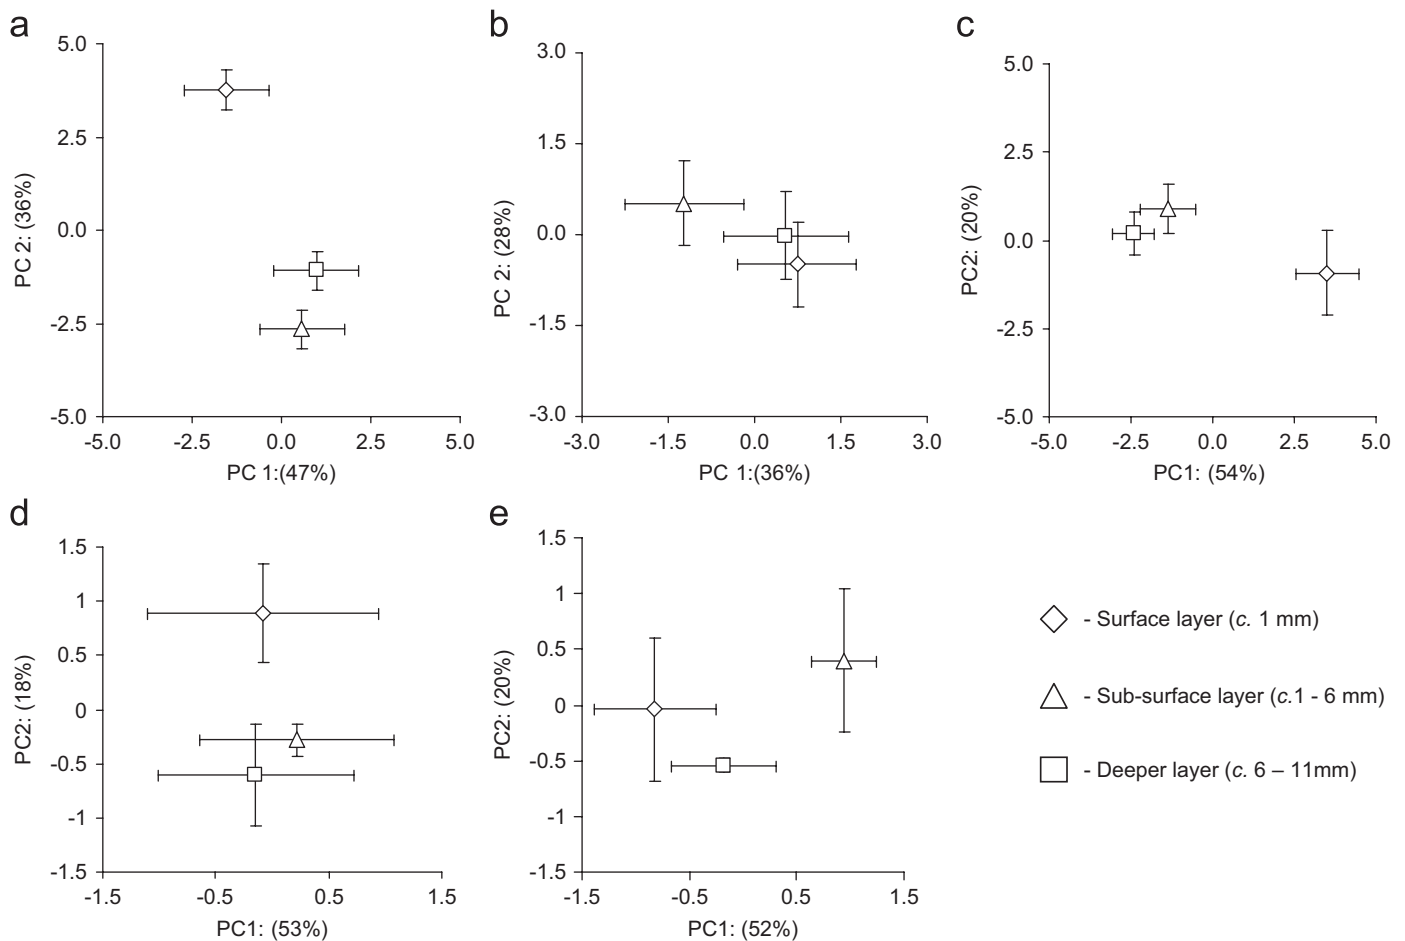 a
5.0
2.5
0.0
-2.5
-5.0
PC 2: (36%)
-5.0 -2.5 0.0 2.5 5.0
PC 1:(47%)
b
3.0
1.5
0.0
-1.5
-3.0
PC 2: (28%)
-3.0 -1.5 0.0 1.5 3.0
PC 1:(36%)
c
5.0
2.5
0.0
-2.5
-5.0
PC2: (20%)
-5.0 -2.5 0.0 2.5 5.0
PC1: (54%)
d
1.5
1
0.5
0
-0.5
-1
-1.5
PC2: (18%)
-1.5 -0.5 0.5 1.5
PC1: (53%)
e
1.5
1
0.5
0
-0.5
-1
-1.5
PC2: (20%)
-1.5 -0.5 0.5 1.5
PC1: (52%)
- Surface layer (c. 1 mm)
- Sub-surface layer (c.1 - 6 mm)
- Deeper layer (c. 6 – 11mm)